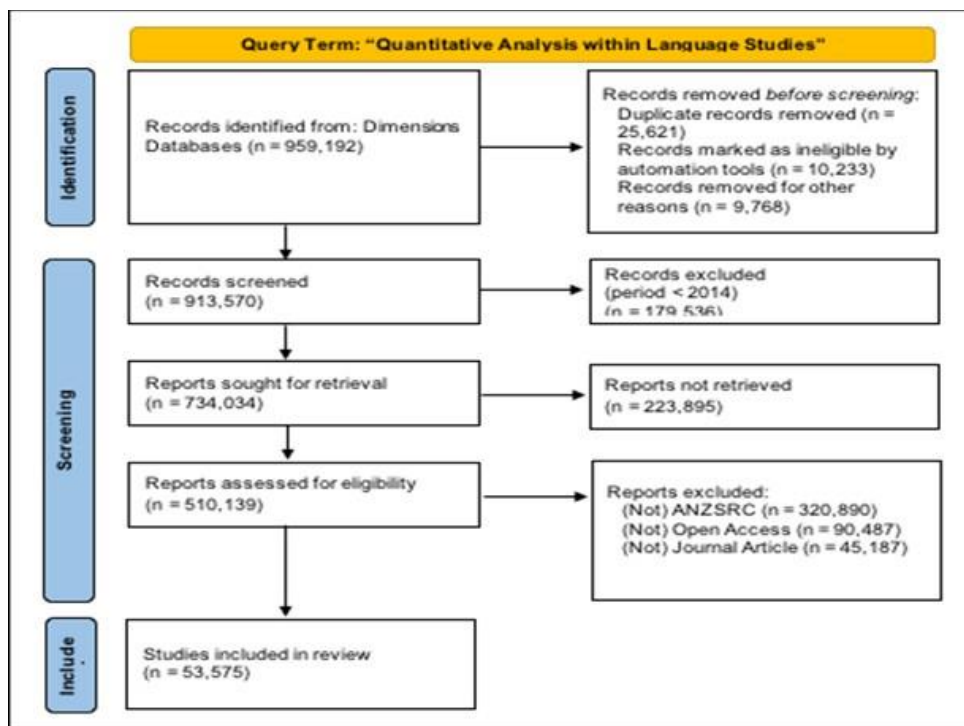 Query Term: “Quantitative Analysis within Language Studies”
Identification
Records identified from: Dimensions
Databases (n = 959,192)
Records removed before screening:
Duplicate records removed (n =
25,621)
Records marked as ineligible by
automation tools (n = 10,233)
Records removed for other
reasons (n = 9,768)
Screening
Records screened
(n = 913,570)
Records excluded
(period < 2014)
(n = 179,536)
Reports sought for retrieval
(n = 734,034)
Reports not retrieved
(n = 223,895)
Reports assessed for eligibility
(n = 510,139)
Reports excluded:
(Not) ANZSRC (n = 320,890)
(Not) Open Access (n = 90,487)
(Not) Journal Article (n = 45,187)
Include
Studies included in review
(n = 53,575)